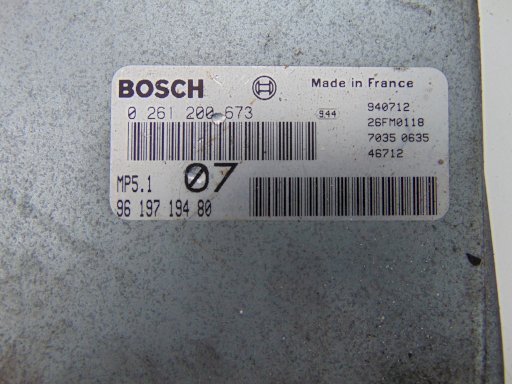 BOSCH Made in France
0 261 200 673 944 940712
26FM0118
7035 0635
46712
MP5.1 07
96 197 194 80